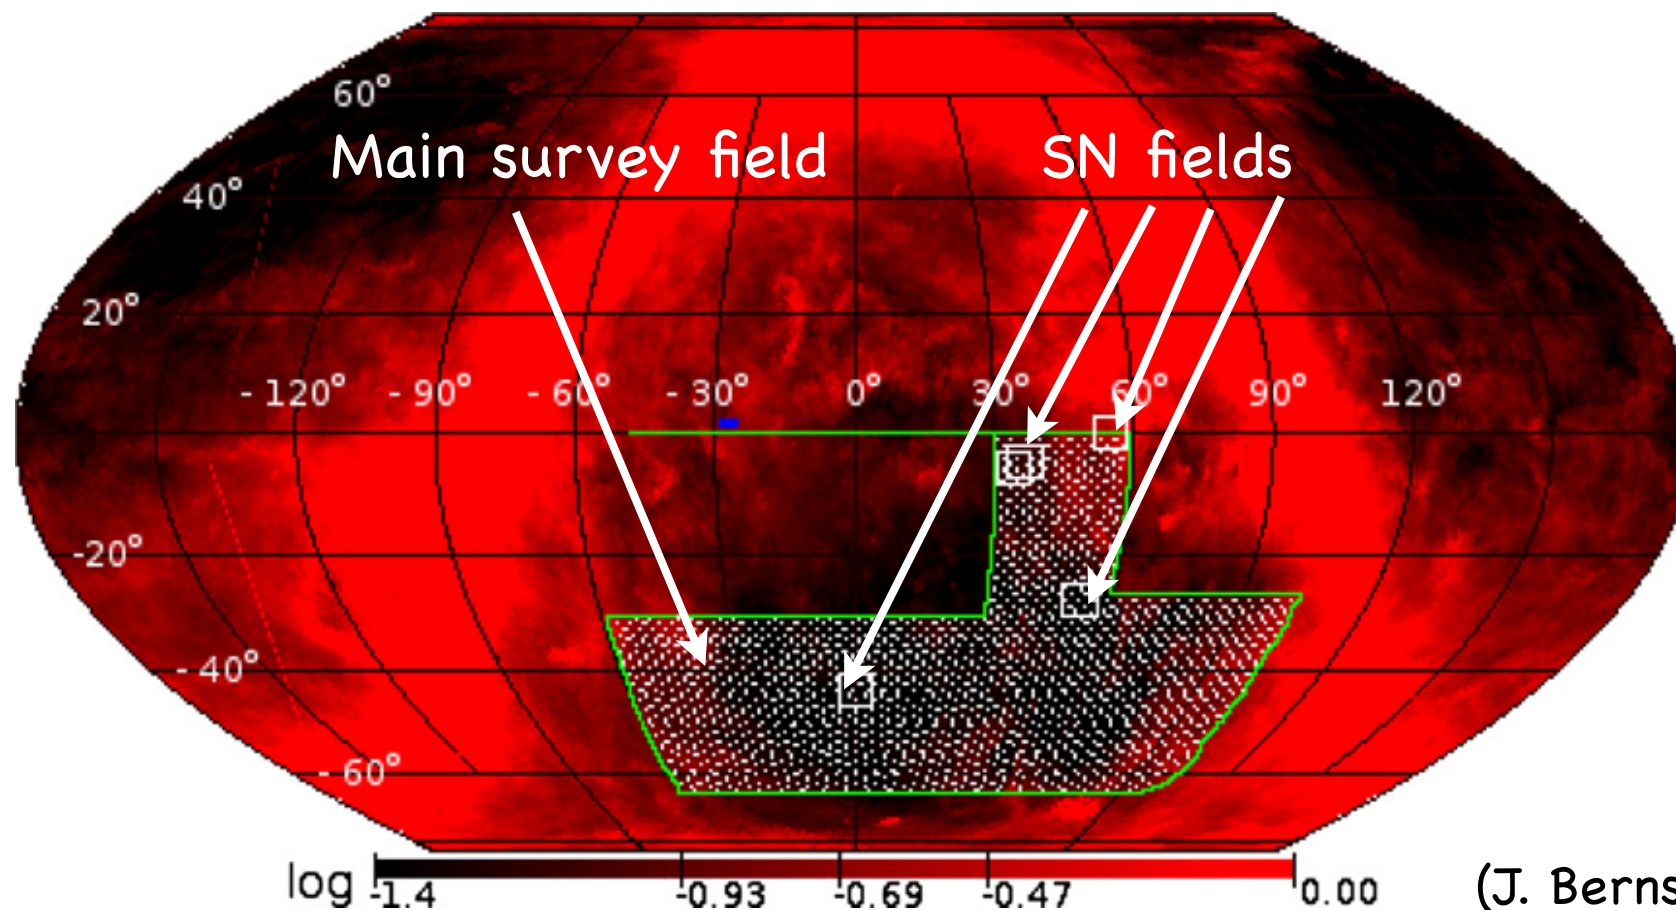 60°
Main survey field SN fields
40°
20°
- 120° - 90° - 60° - 30° 0° 30° 60° 90° 120°
-20°
- 40°
- 60°
log -1.4 -0.93 -0.69 -0.47 0.00 (J. Berns